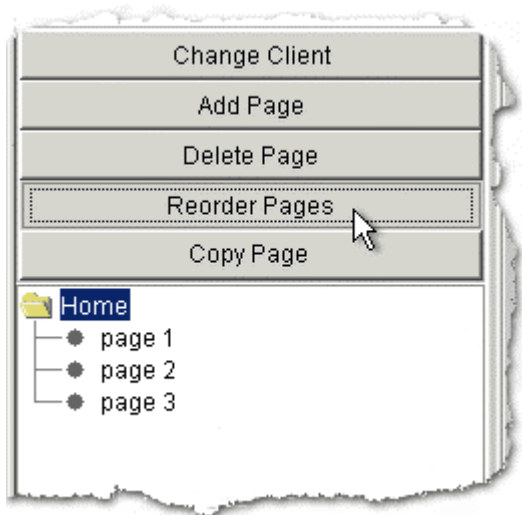 Change Client
Add Page
Delete Page
Reorder Pages
Copy Page
Home
page 1
page 2
page 3